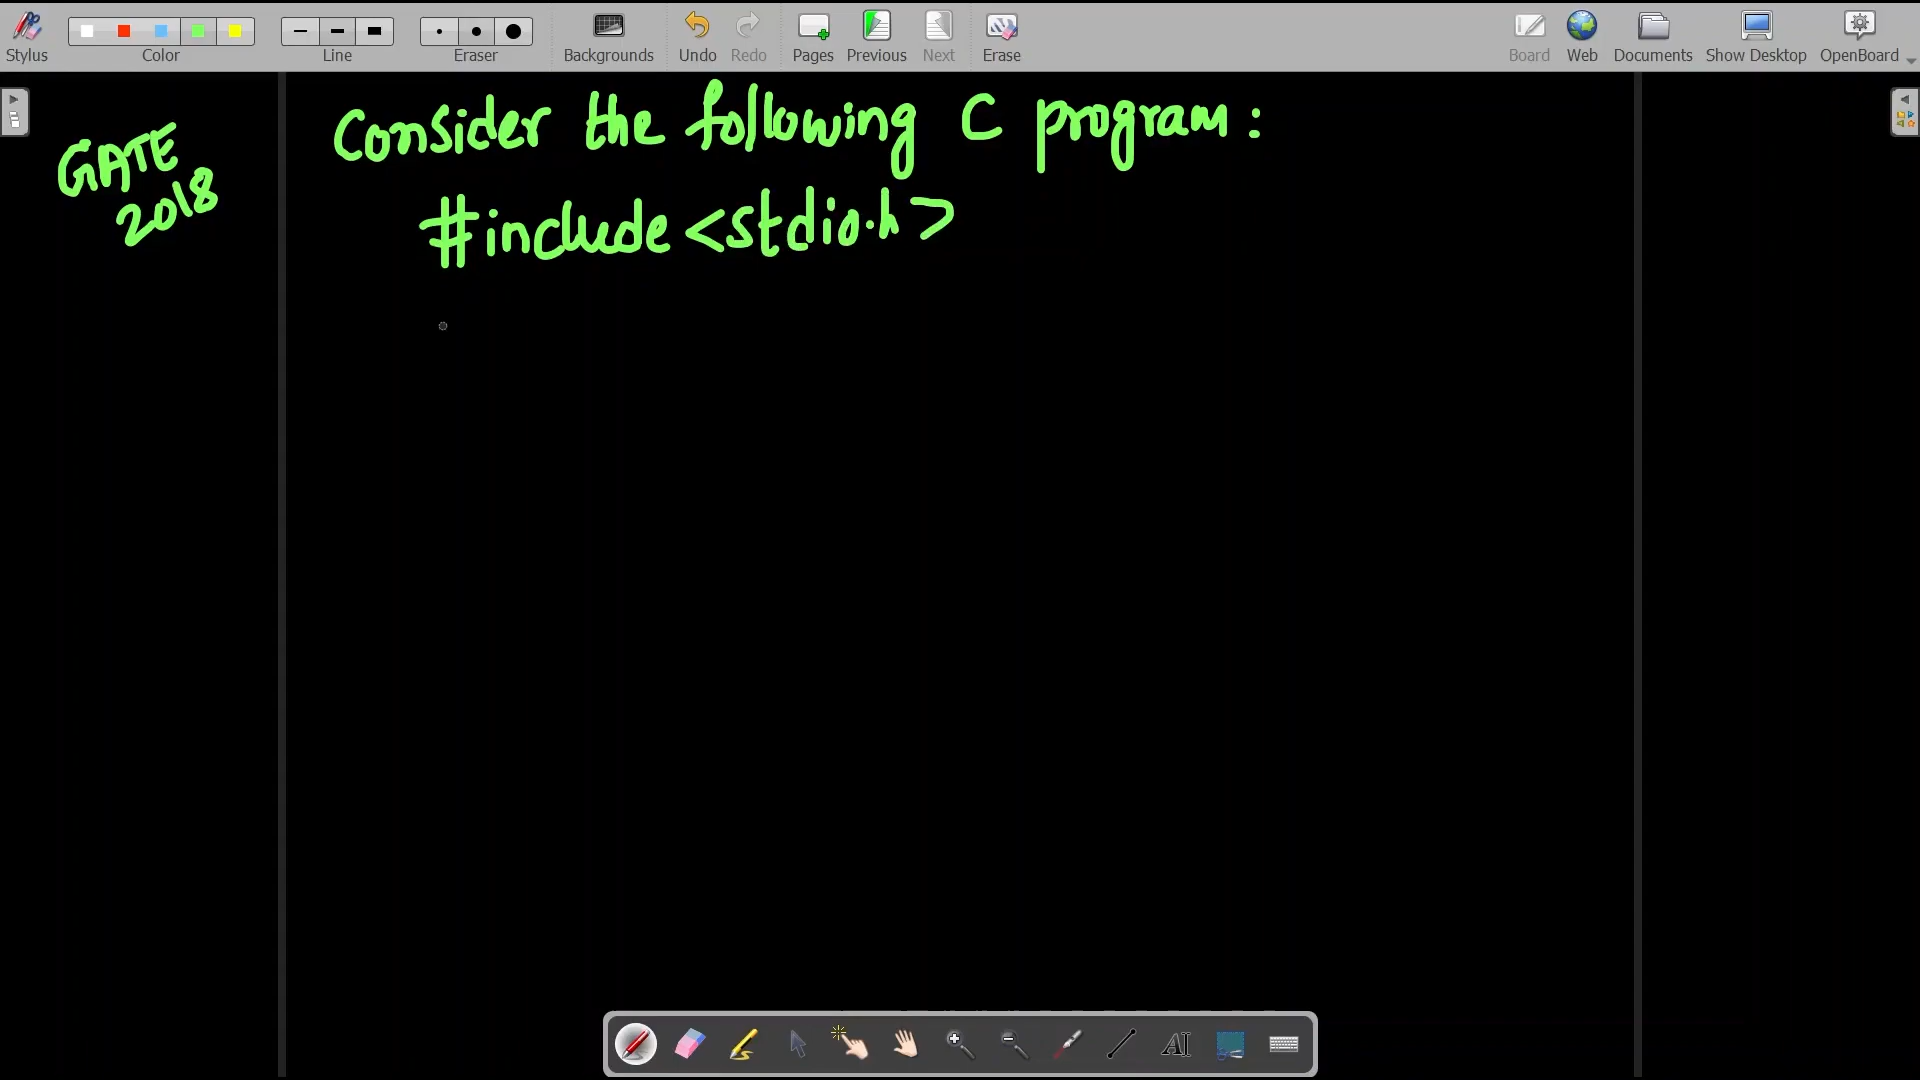 Stylus Color Line Eraser Backgrounds Undo Redo Pages Previous Next Erase Board Web Documents Show Desktop OpenBoard
Consider the following C program :
GATE
2018
#include <stdio.h>
AI